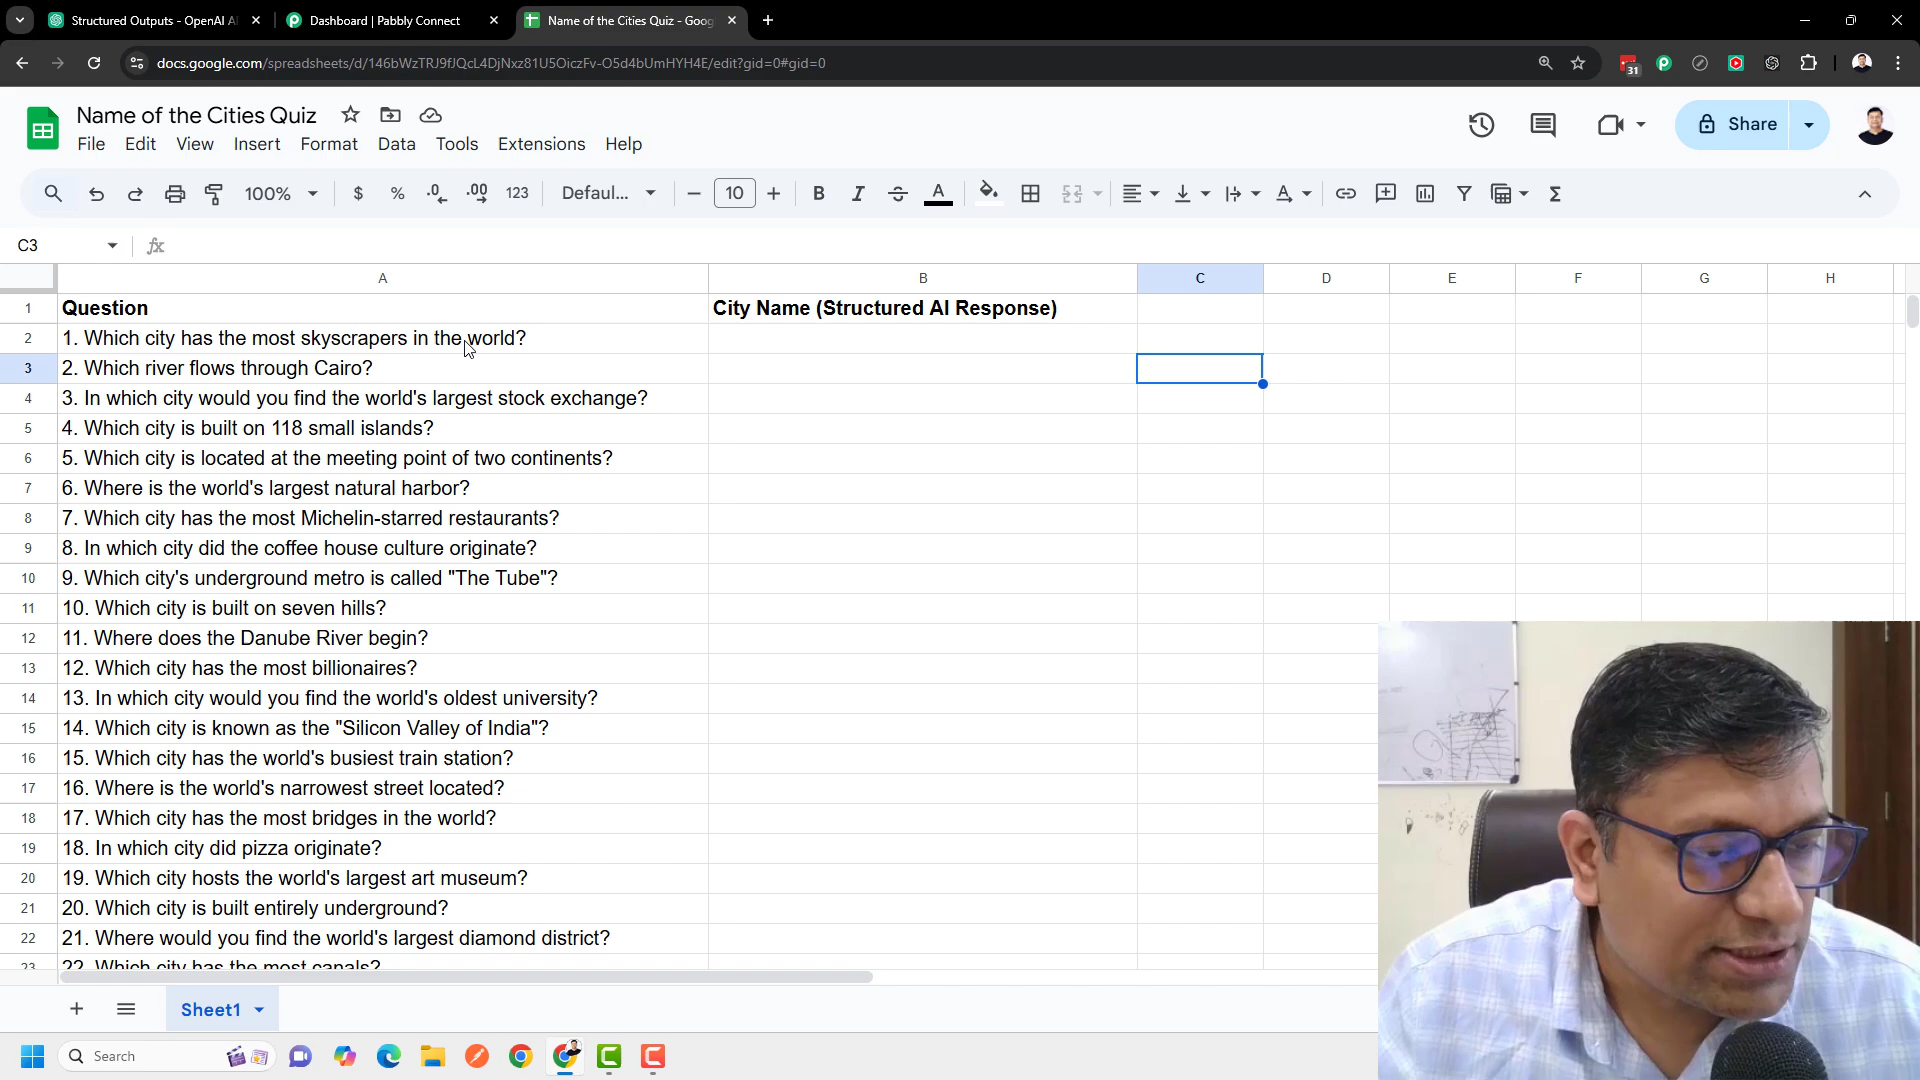 Structured Outputs - OpenAI A
Dashboard | Pabbly Connect
Name of the Cities Quiz - Goog
docs.google.com/spreadsheets/d/146bWzTRJ9fJQcL4DjNxz81U5OiczFv-O5d4bUmHYH4E/edit?gid=0#gid=0
31
Name of the Cities Quiz
File Edit View Insert Format Data Tools Extensions Help
Share
100% $ % .0 .00 123 Defaul... 10 B I A
C3
A B C D E F G H
1 Question City Name (Structured AI Response)
2 1. Which city has the most skyscrapers in the world?
3 2. Which river flows through Cairo?
4 3. In which city would you find the world's largest stock exchange?
5 4. Which city is built on 118 small islands?
6 5. Which city is located at the meeting point of two continents?
7 6. Where is the world's largest natural harbor?
8 7. Which city has the most Michelin-starred restaurants?
9 8. In which city did the coffee house culture originate?
10 9. Which city's underground metro is called "The Tube"?
11 10. Which city is built on seven hills?
12 11. Where does the Danube River begin?
13 12. Which city has the most billionaires?
14 13. In which city would you find the world's oldest university?
15 14. Which city is known as the "Silicon Valley of India"?
16 15. Which city has the world's busiest train station?
17 16. Where is the world's narrowest street located?
18 17. Which city has the most bridges in the world?
19 18. In which city did pizza originate?
20 19. Which city hosts the world's largest art museum?
21 20. Which city is built entirely underground?
22 21. Where would you find the world's largest diamond district?
23 22. Which city has the most canals?
Sheet1
Search